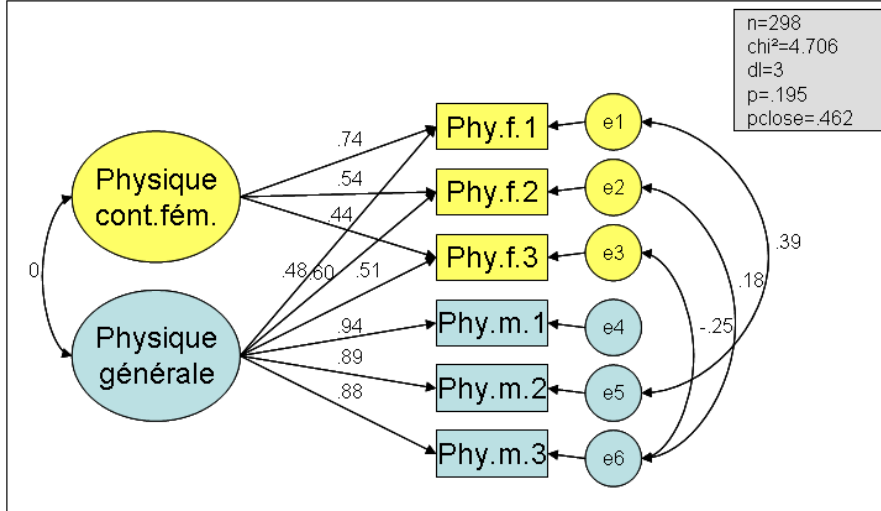 n=298
chi²=4.706
dl=3
p=.195
pclose=.462
Physique
cont.fém.
Physique
générale
0
.74
.54
.44
.48
.60
.51
.94
.89
.88
Phy.f.1
Phy.f.2
Phy.f.3
Phy.m.1
Phy.m.2
Phy.m.3
e1
e2
e3
e4
e5
e6
.39
.18
-.25